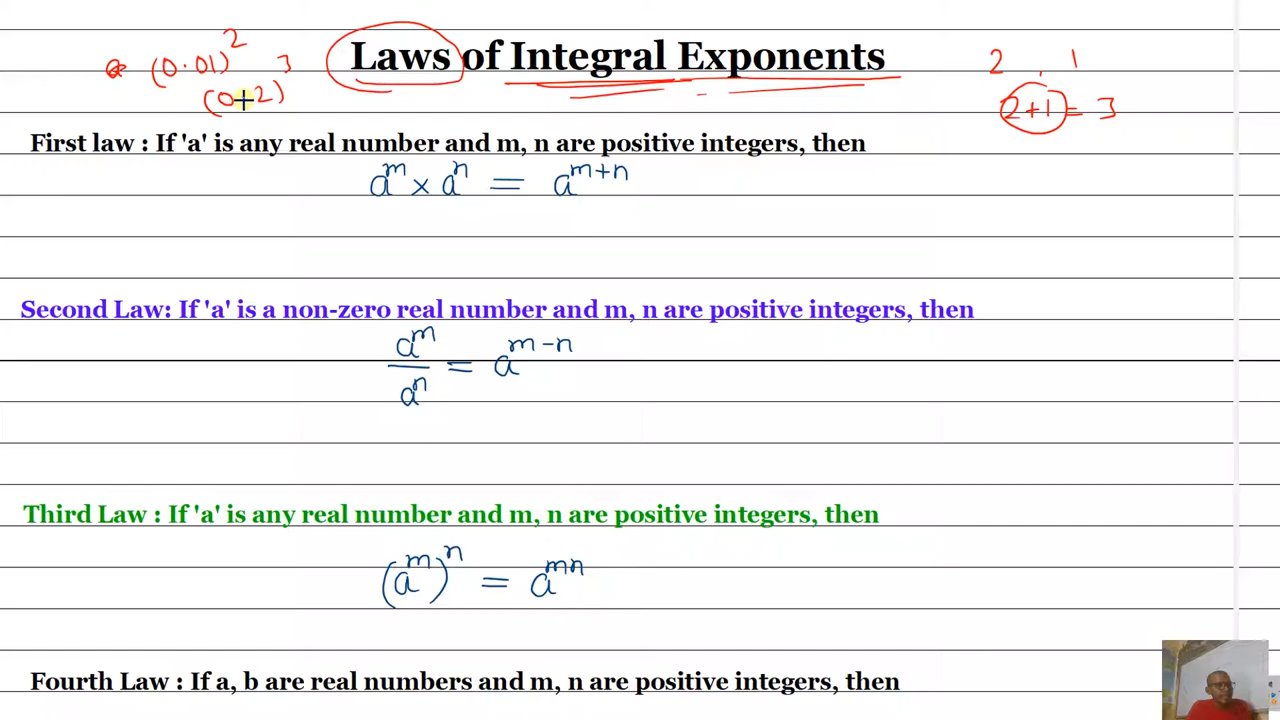 (0.01)² 3 Laws of Integral Exponents 2 , 1
(0.2) 2+1 = 3
First law : If 'a' is any real number and m, n are positive integers, then
a^m × a^n = a^{m+n}
Second Law: If 'a' is a non-zero real number and m, n are positive integers, then
a^m / a^n = a^{m-n}
Third Law : If 'a' is any real number and m, n are positive integers, then
(a^m)^n = a^{mn}
Fourth Law : If a, b are real numbers and m, n are positive integers, then